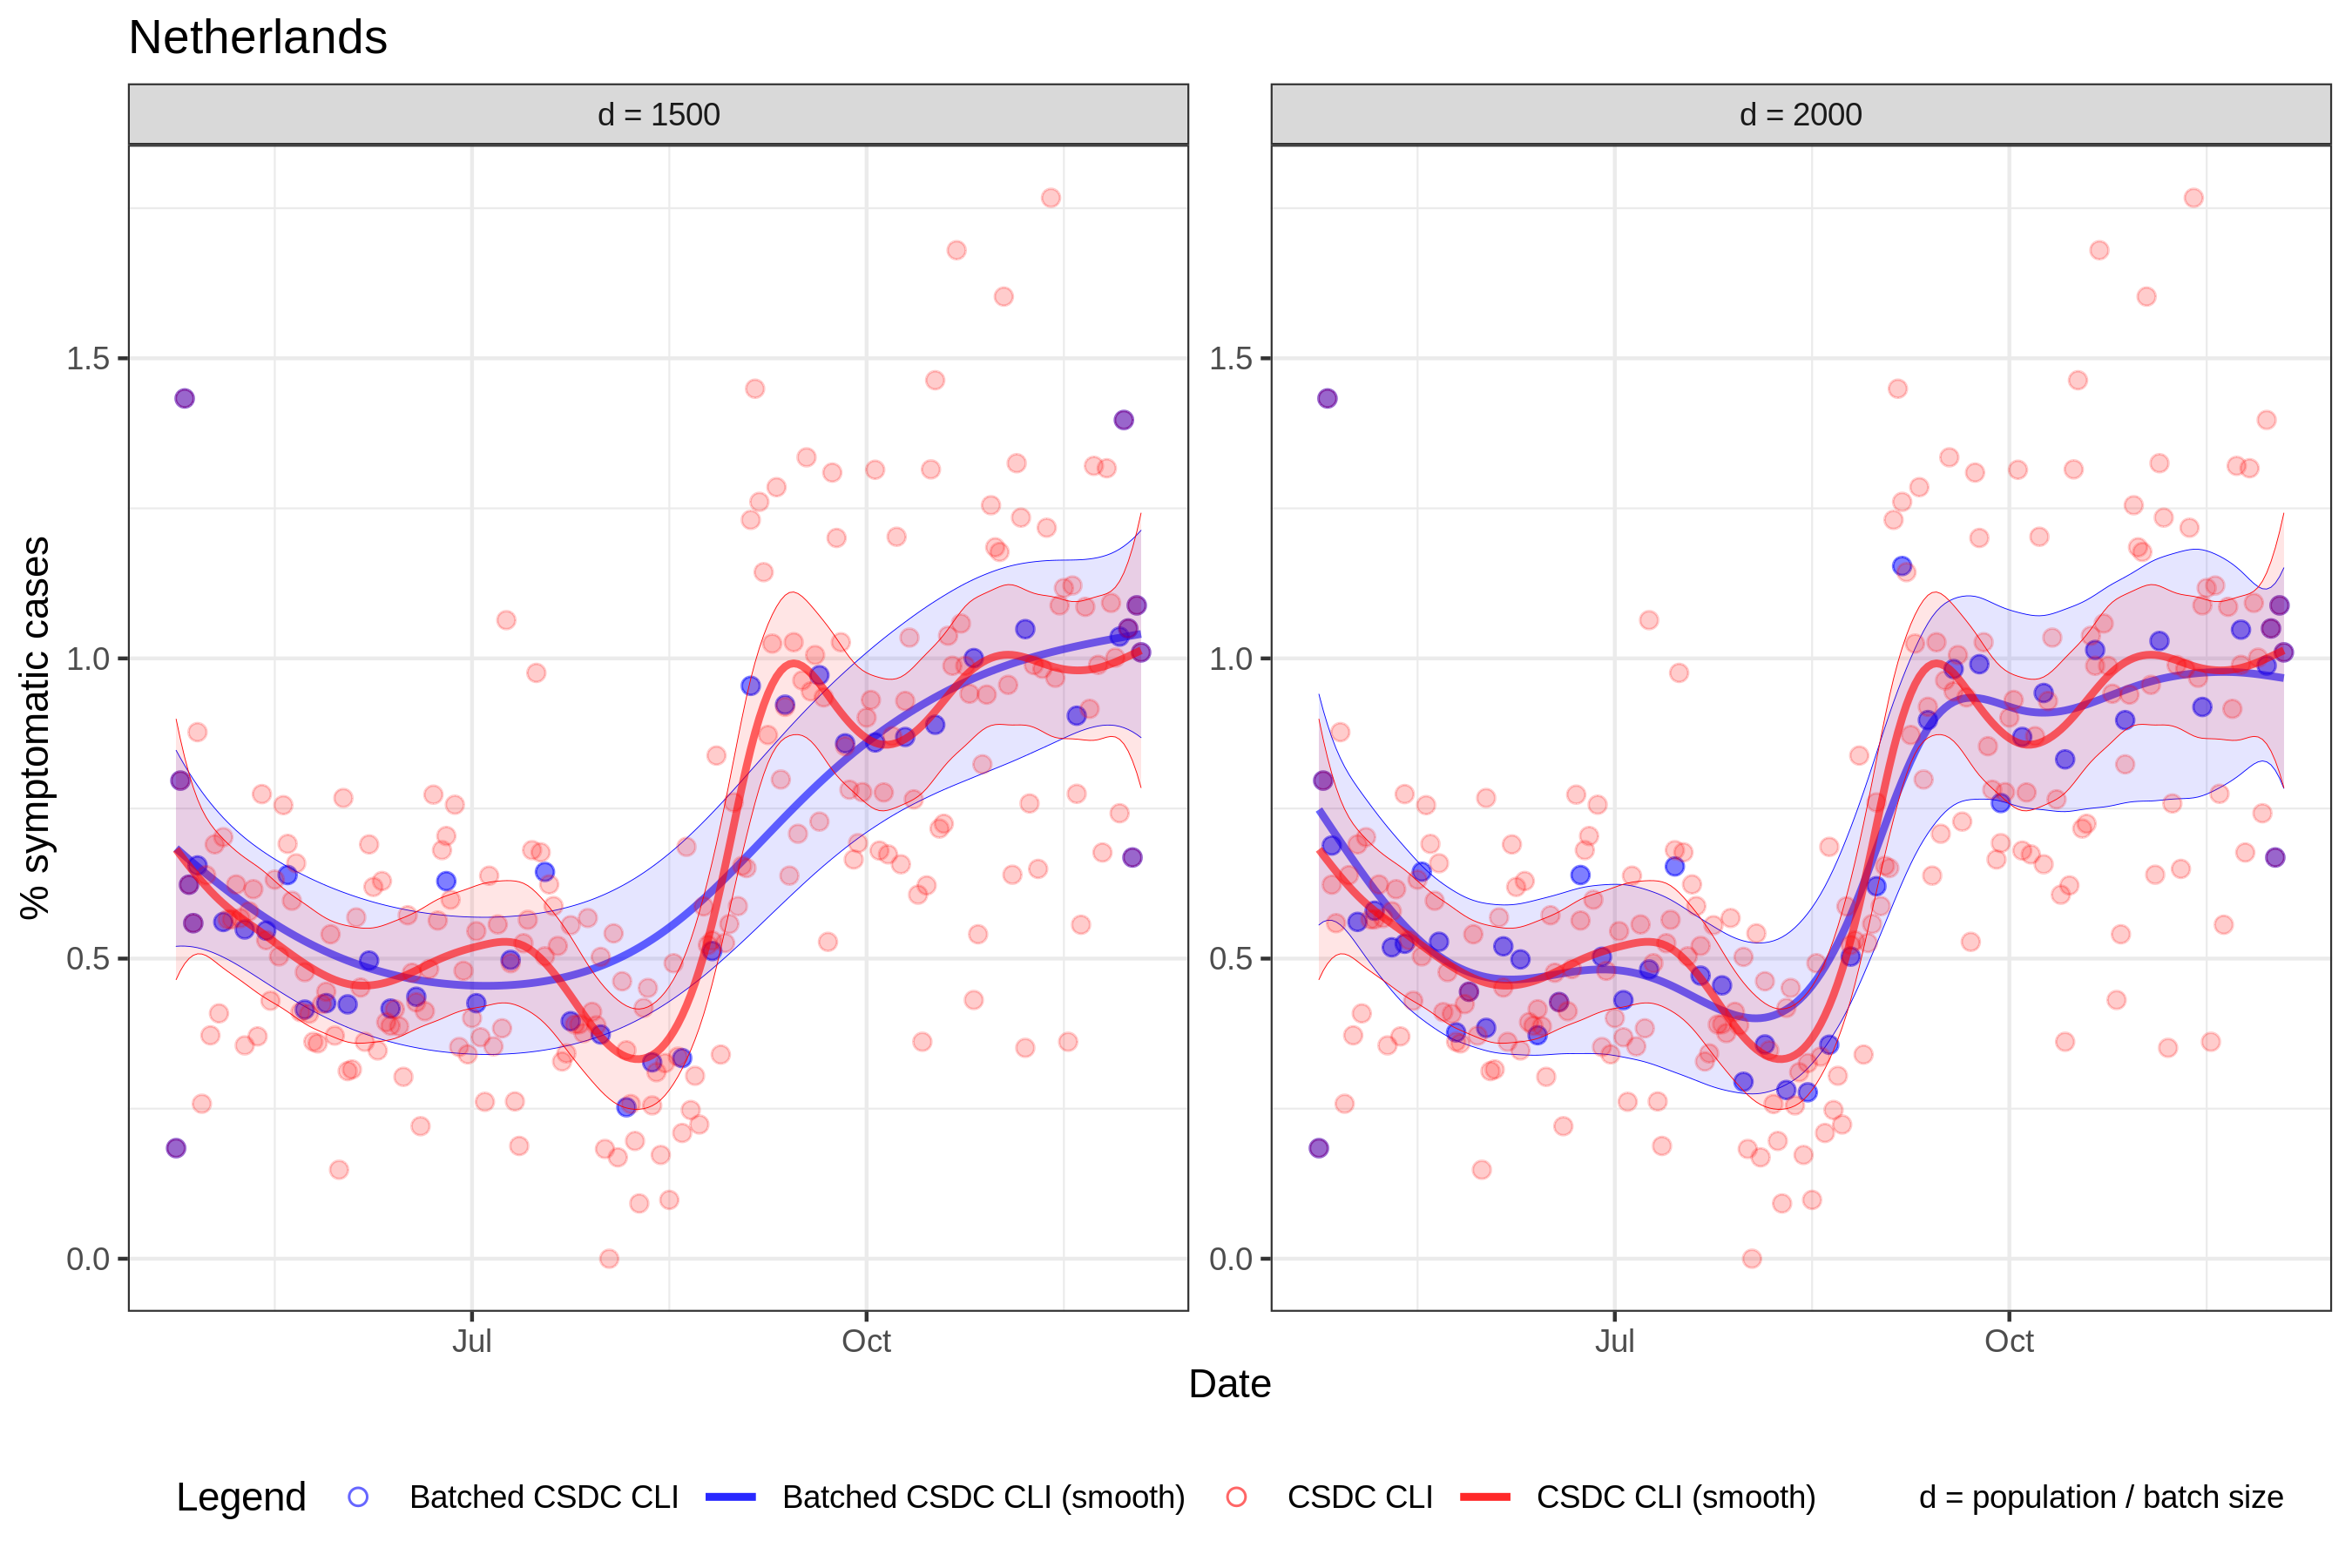 Netherlands
d = 1500
d = 2000
% symptomatic cases
1.5
1.0
0.5
0.0
1.5
1.0
0.5
0.0
Jul
Oct
Jul
Oct
Date
Legend
Batched CSDC CLI
Batched CSDC CLI (smooth)
CSDC CLI
CSDC CLI (smooth)
d = population / batch size